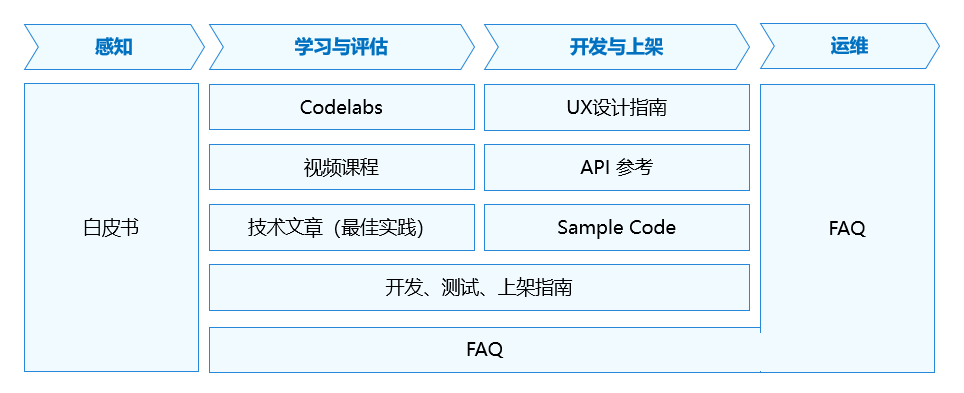 感知
学习与评估
开发与上架
运维
Codelabs
UX设计指南
视频课程
API 参考
白皮书
技术文章（最佳实践）
Sample Code
FAQ
开发、测试、上架指南
FAQ